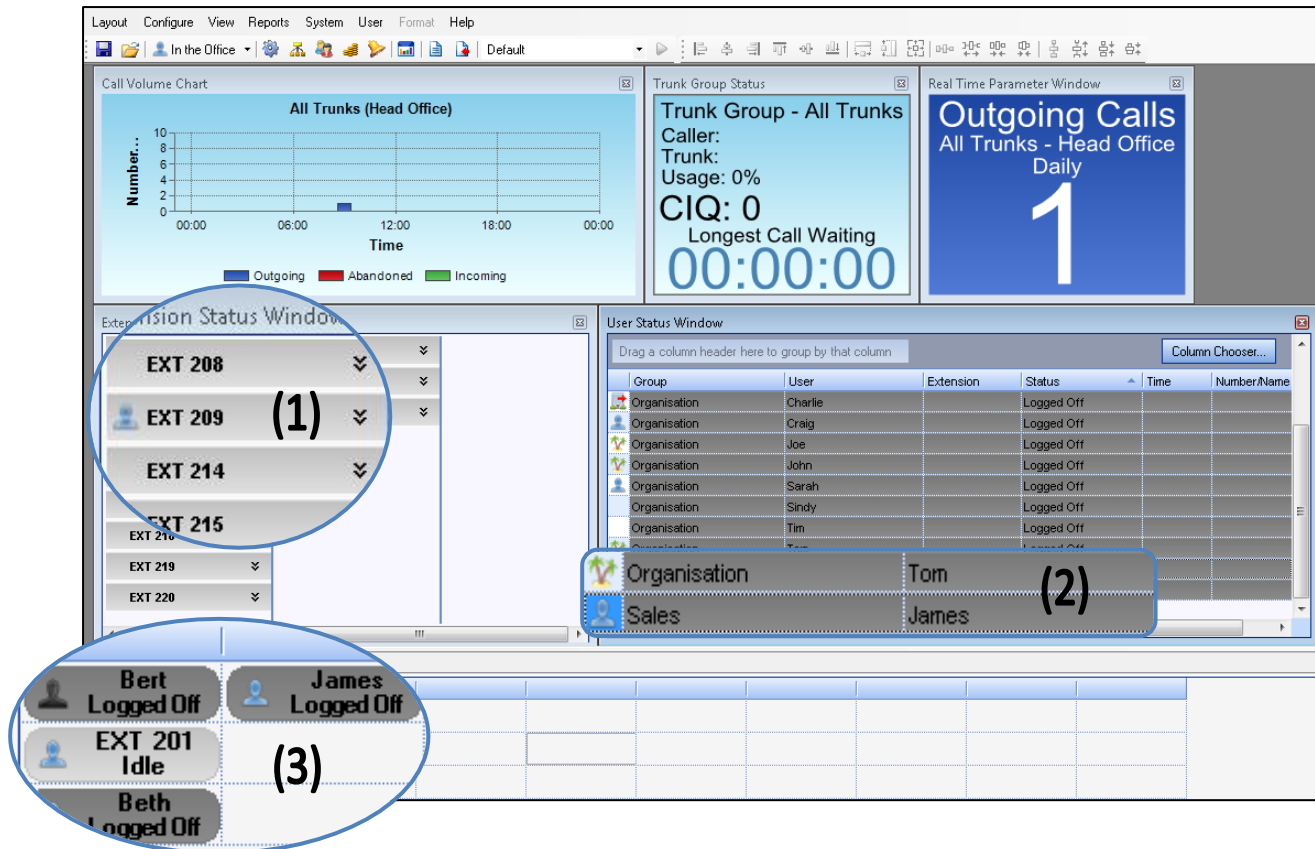 Layout Configure View Reports System User Format Help
In the Office Default
Call Volume Chart
All Trunks (Head Office)
Number...
10
8
6
4
2
0
00:00 06:00 12:00 18:00 00:00
Time
Outgoing Abandoned Incoming
Trunk Group Status
Trunk Group - All Trunks
Caller:
Trunk:
Usage: 0%
CIQ: 0
Longest Call Waiting
00:00:00
Real Time Parameter Window
Outgoing Calls
All Trunks - Head Office
Daily
1
Exten
nsion Status Window
EXT 208
EXT 209
(1)
EXT 214
EXT 215
EXT 219
EXT 220
User Status Window
Drag a column header here to group by that column
Column Chooser...
Group User Extension Status Time Number/Name
Organisation Charlie Logged Off
Organisation Craig Logged Off
Organisation Joe Logged Off
Organisation John Logged Off
Organisation Sarah Logged Off
Organisation Sindy Logged Off
Organisation Tim Logged Off
Organisation Tom
Sales James
(2)
Bert
Logged Off
James
Logged Off
EXT 201
Idle
(3)
Beth
Logged Off